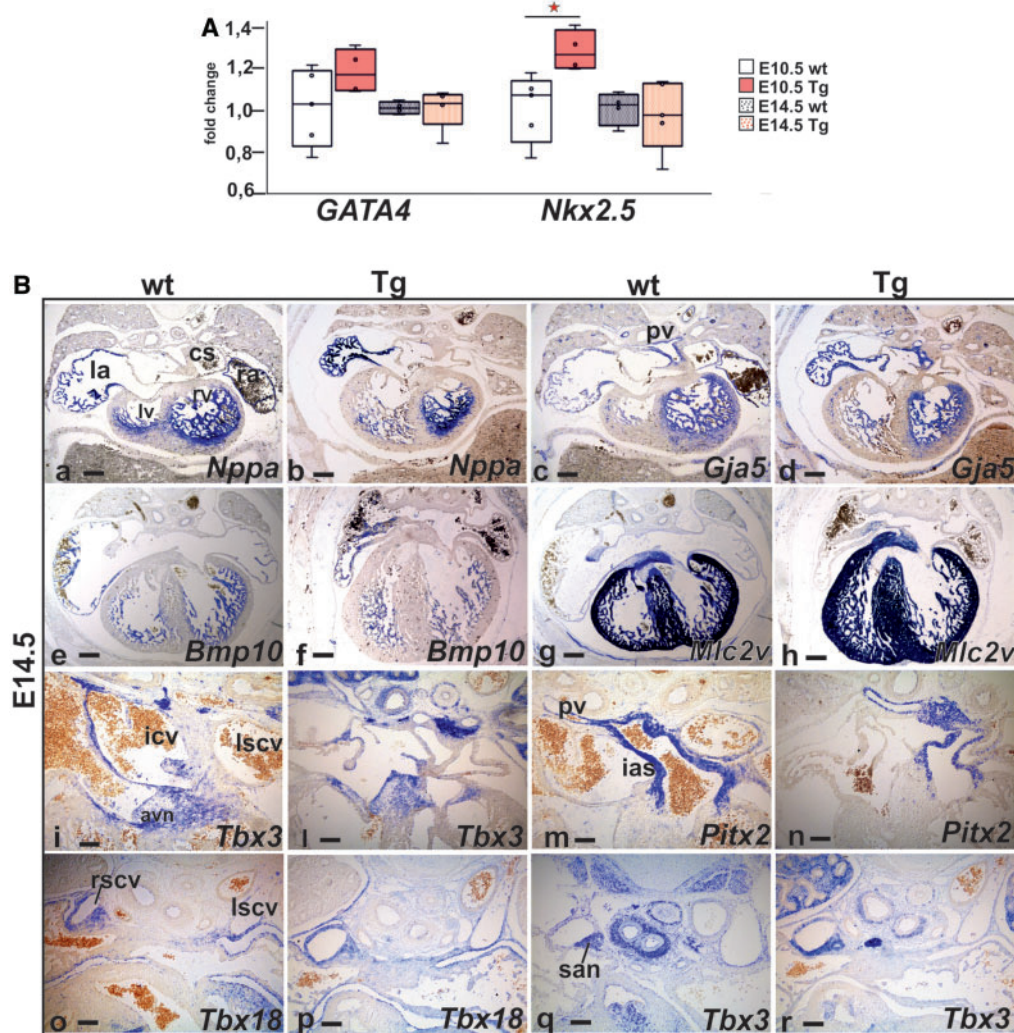 A
fold change
1,4
1,2
1,0
0,8
0,6
GATA4
Nkx2.5
E10.5 wt
E10.5 Tg
E14.5 wt
E14.5 Tg
B
wt
Tg
wt
Tg
E14.5
la
cs
ra
lv
rv
a
Nppa
b
Nppa
pv
c
Gja5
d
Gja5
e
Bmp10
f
Bmp10
g
Mlc2v
h
Mlc2v
icv
lscv
avn
i
Tbx3
l
Tbx3
pv
ias
m
Pitx2
n
Pitx2
rscv
lscv
o
Tbx18
p
Tbx18
san
q
Tbx3
r
Tbx3